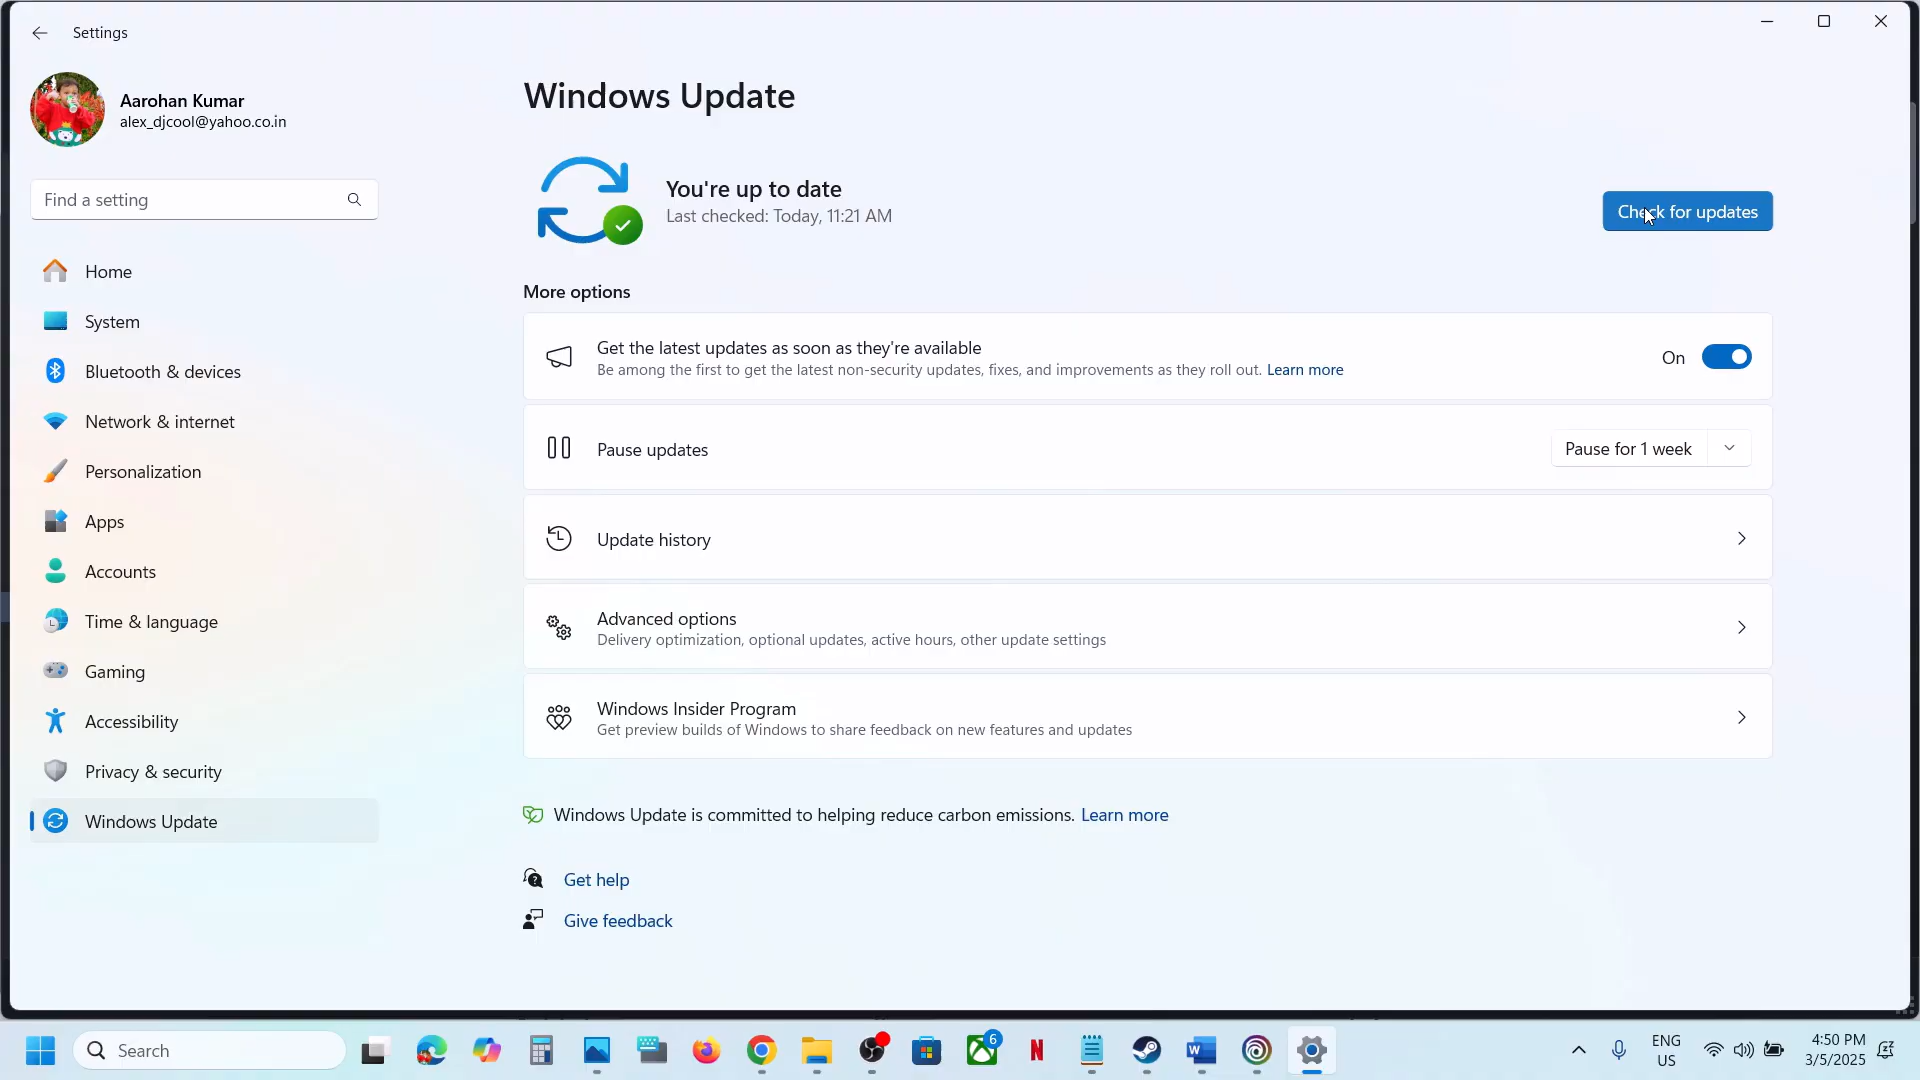 Settings
Aarohan Kumar
alex_djcool@yahoo.co.in
Find a setting
Home
System
Bluetooth & devices
Network & internet
Personalization
Apps
Accounts
Time & language
Gaming
Accessibility
Privacy & security
Windows Update
Windows Update
You're up to date
Last checked: Today, 11:21 AM
Check for updates
More options
Get the latest updates as soon as they're available
Be among the first to get the latest non-security updates, fixes, and improvements as they roll out. Learn more
On
Pause updates
Pause for 1 week
Update history
Advanced options
Delivery optimization, optional updates, active hours, other update settings
Windows Insider Program
Get preview builds of Windows to share feedback on new features and updates
Windows Update is committed to helping reduce carbon emissions. Learn more
Get help
Give feedback
Search
6
N
W
ENG
US
4:50 PM
3/5/2025